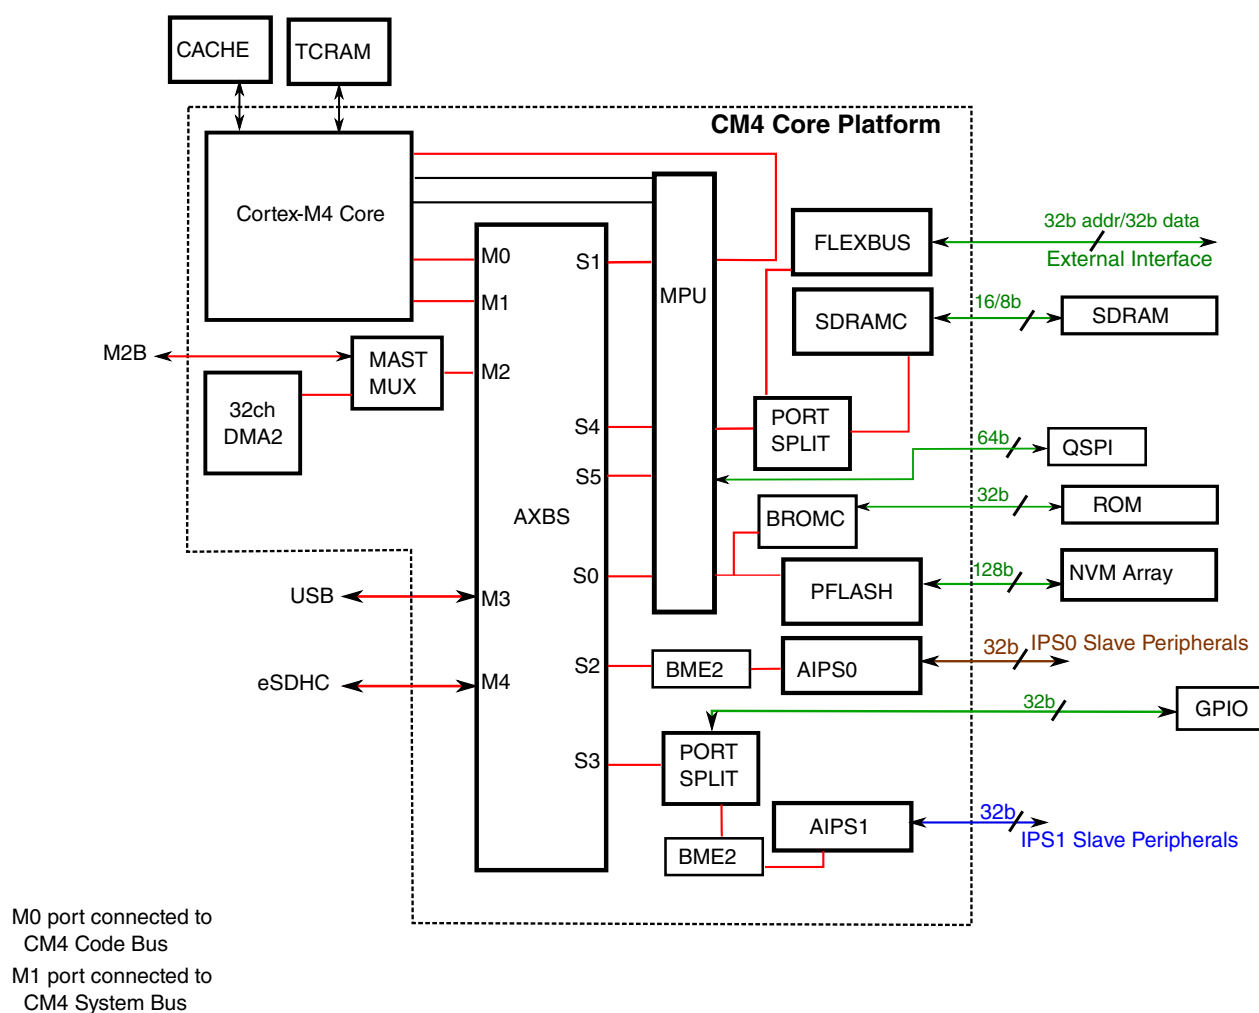 CACHE
TCRAM
CM4 Core Platform
Cortex-M4 Core
32b addr/32b data
FLEXBUS
External Interface
M0
S1
MPU
M1
16/8b
SDRAMC
SDRAM
M2B
MAST
MUX
M2
32ch
DMA2
PORT
SPLIT
S4
64b
QSPI
S5
32b
ROM
BROMC
AXBS
S0
128b
NVM Array
PFLASH
USB
M3
S2
BME2
AIPS0
32b
IPS0 Slave Peripherals
eSDHC
M4
32b
GPIO
S3
PORT
SPLIT
AIPS1
32b
IPS1 Slave Peripherals
BME2
M0 port connected to
CM4 Code Bus
M1 port connected to
CM4 System Bus